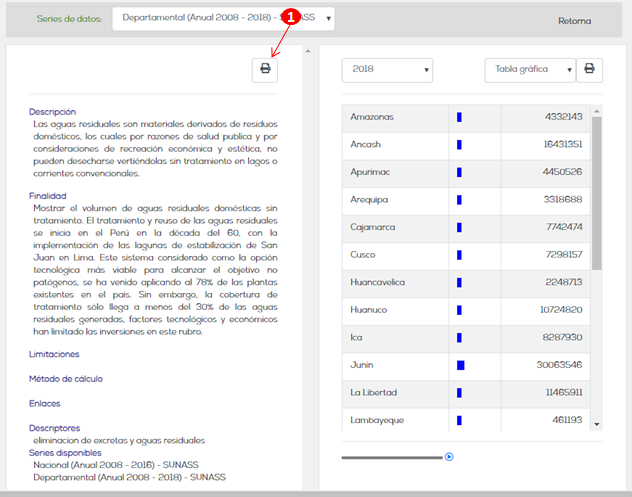 Series de datos: Departamental (Anual 2008 - 2018) - SUNASS Retorna
1
Descripción
Las aguas residuales son materiales derivados de residuos
domésticos, los cuales por razones de salud publica y por
consideraciones de recreación económica y estética, no
pueden desecharse vertiéndolas sin tratamiento en lagos o
corrientes convencionales.
Finalidad
Mostrar el volumen de aguas residuales domésticas sin
tratamiento. El tratamiento y reuso de las aguas residuales
se inicia en el Perú en la década del 60, con la
implementación de las lagunas de estabilización de San
Juan en Lima. Este sistema considerado como la opción
tecnológica más viable para alcanzar el objetivo no
patógenos, se ha venido aplicando al 78% de las plantas
existentes en el país. Sin embargo, la cobertura de
tratamiento sólo llega a menos del 30% de las aguas
residuales generadas, factores tecnológicos y económicos
han limitado las inversiones en este rubro.
Limitaciones
Método de cálculo
Enlaces
Descriptores
eliminacion de excretas y aguas residuales
Series disponibles
Nacional (Anual 2008 - 2016) - SUNASS
Departamental (Anual 2008 - 2018) - SUNASS
2018 Tabla gráfica
Amazonas 4332143
Ancash 16431351
Apurimac 4450526
Arequipa 3318688
Cajamarca 7742474
Cusco 7298157
Huancavelica 2248713
Huanuco 10724820
Ica 8287930
Junin 30063546
La Libertad 11465911
Lambayeque 461193